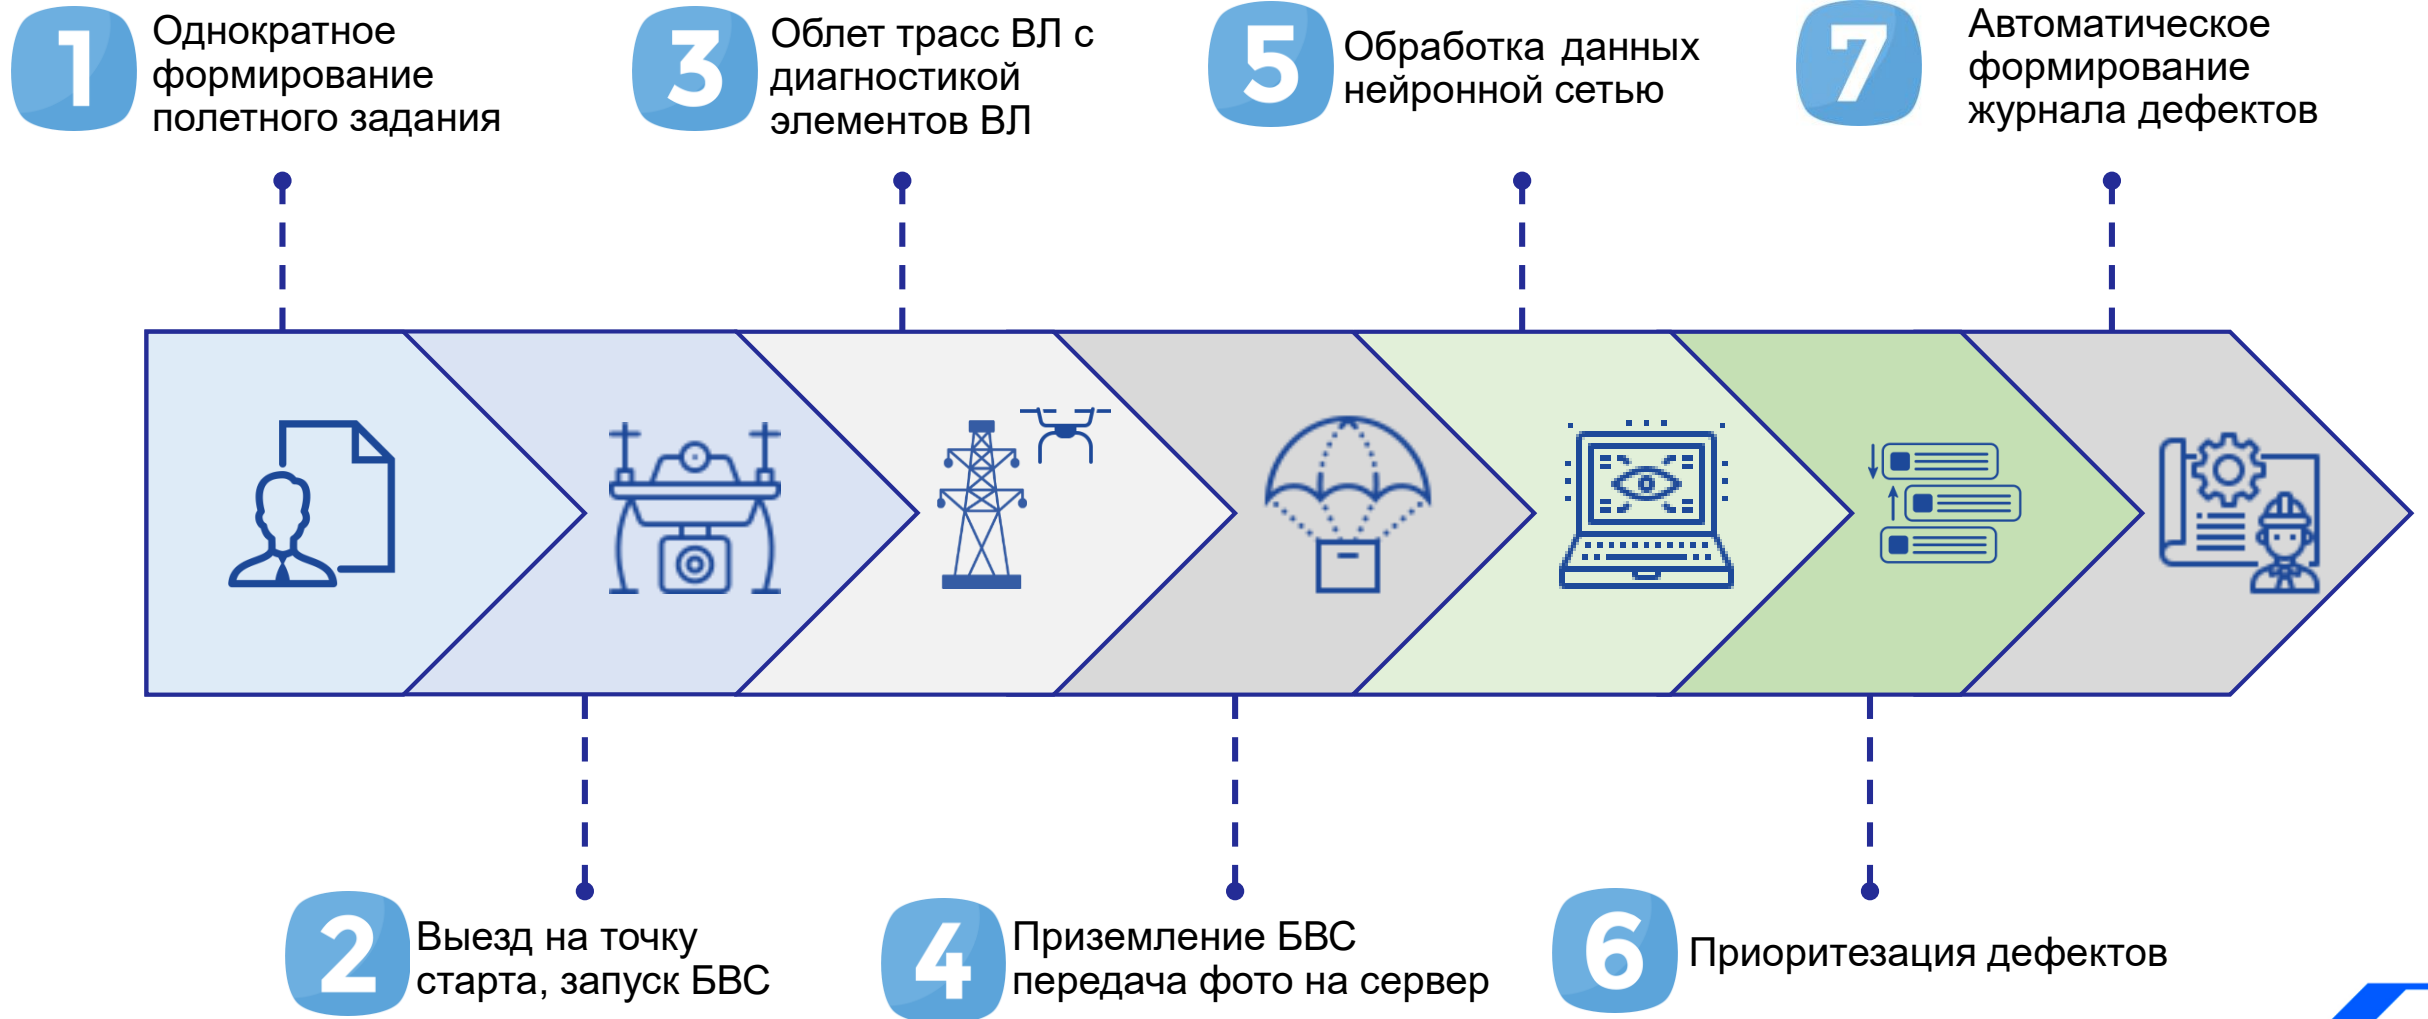 1
Однократное
формирование
полетного задания
2
Выезд на точку
старта, запуск БВС
3
Облет трасс ВЛ с
диагностикой
элементов ВЛ
4
Приземление БВС
передача фото на сервер
5
Обработка данных
нейронной сетью
6
Приоритезация дефектов
7
Автоматическое
формирование
журнала дефектов